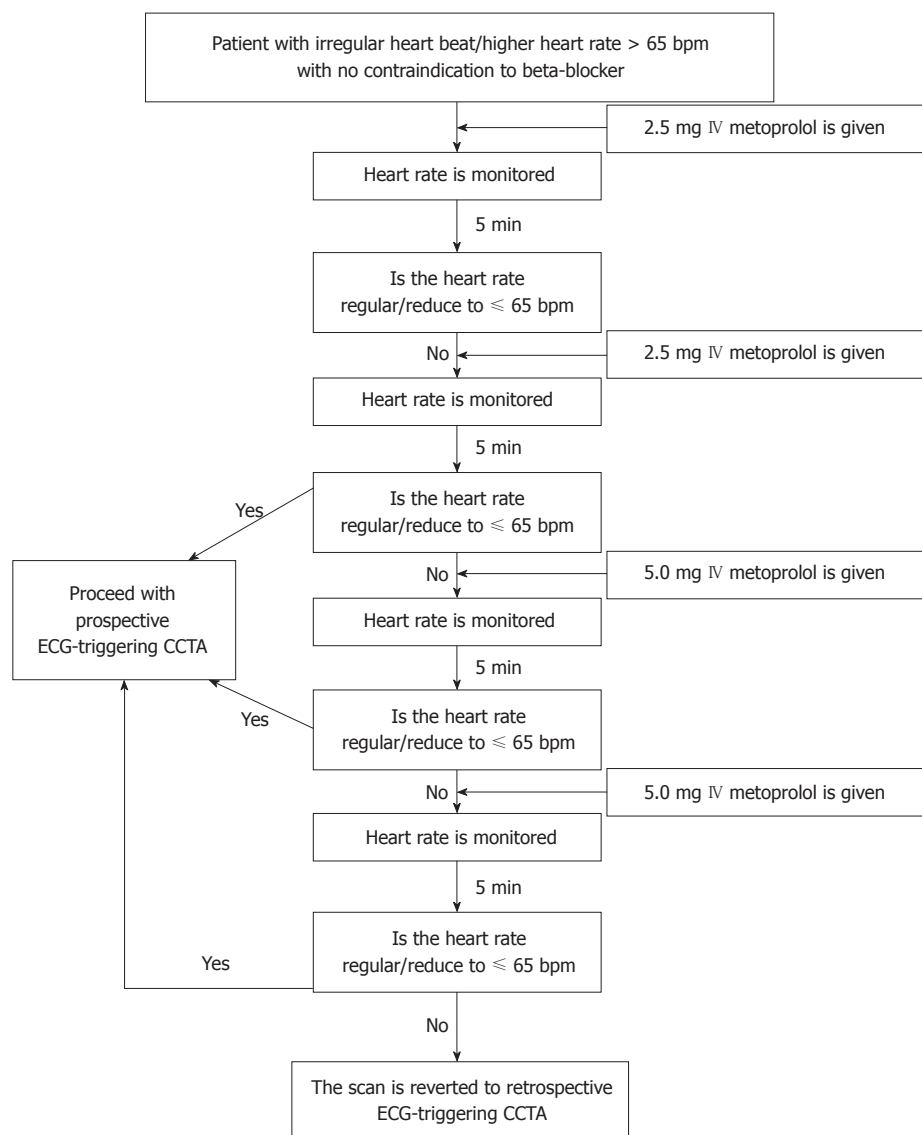 Patient with irregular heart beat/higher heart rate > 65 bpm
with no contraindication to beta-blocker
2.5 mg Ⅳ metoprolol is given
Heart rate is monitored
5 min
Is the heart rate
regular/reduce to ≤ 65 bpm
No
2.5 mg Ⅳ metoprolol is given
Heart rate is monitored
5 min
Yes
Is the heart rate
regular/reduce to ≤ 65 bpm
No
5.0 mg Ⅳ metoprolol is given
Proceed with
prospective
ECG-triggering CCTA
Heart rate is monitored
5 min
Yes
Is the heart rate
regular/reduce to ≤ 65 bpm
No
5.0 mg Ⅳ metoprolol is given
Heart rate is monitored
5 min
Yes
Is the heart rate
regular/reduce to ≤ 65 bpm
No
The scan is reverted to retrospective
ECG-triggering CCTA